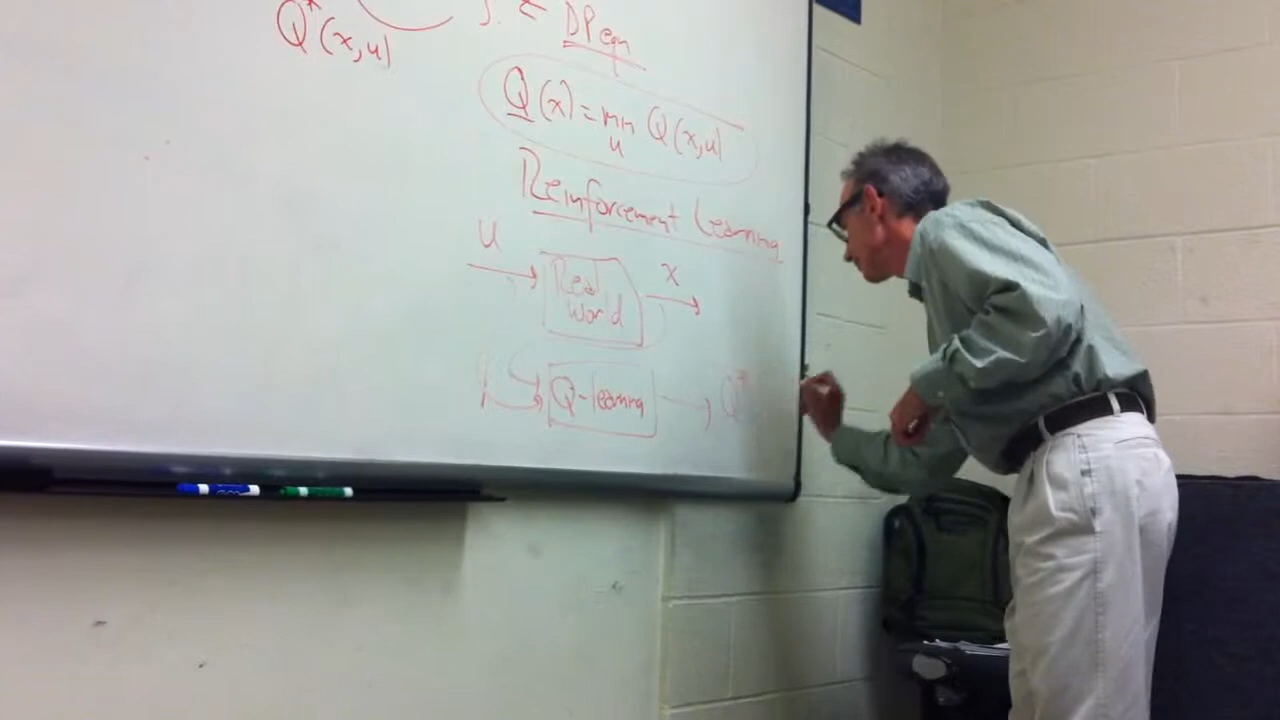 Q*(x,u)
DP eqn
Q(x) = min Q(x,u)
u
Reinforcement Learning
u
x
Real
World
Q-learning
Q*